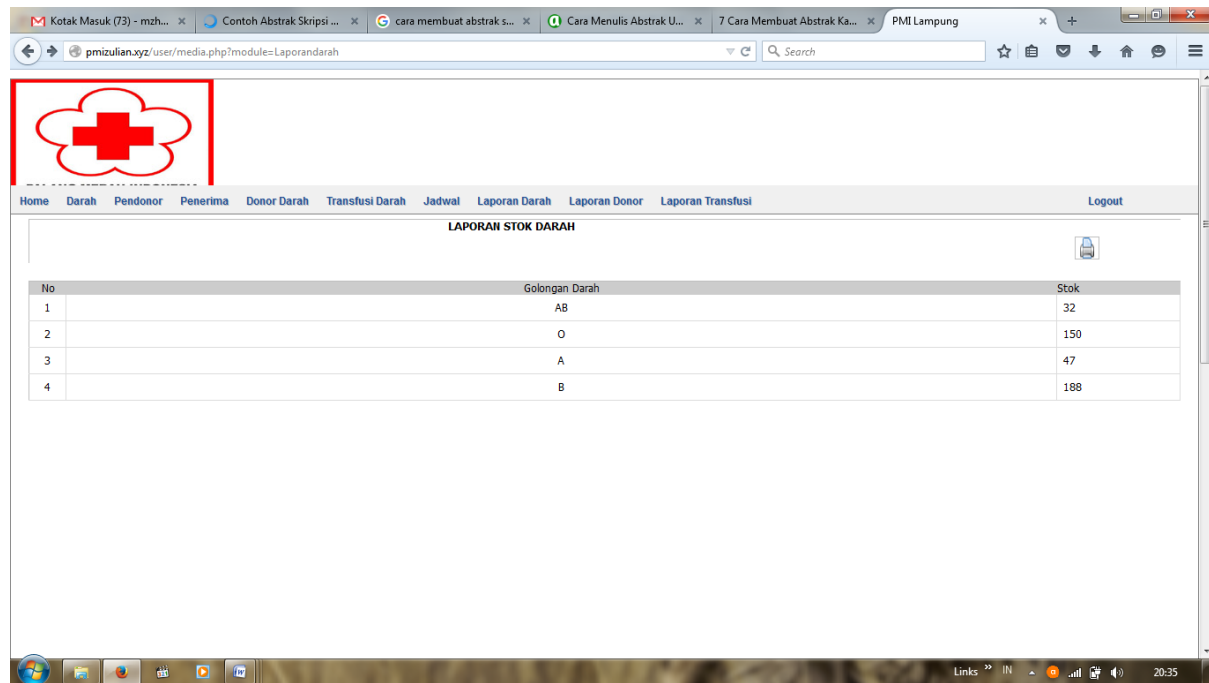 Kotak Masuk (73) - mzh... Contoh Abstrak Skripsi ... cara membuat abstrak s... Cara Menulis Abstrak U... 7 Cara Membuat Abstrak Ka... PMI Lampung
pmizulian.xyz/user/media.php?module=Laporandarah Search
Home Darah Pendonor Penerima Donor Darah Transfusi Darah Jadwal Laporan Darah Laporan Donor Laporan Transfusi Logout
LAPORAN STOK DARAH
No Golongan Darah Stok
1 AB 32
2 O 150
3 A 47
4 B 188
Links IN 20:35